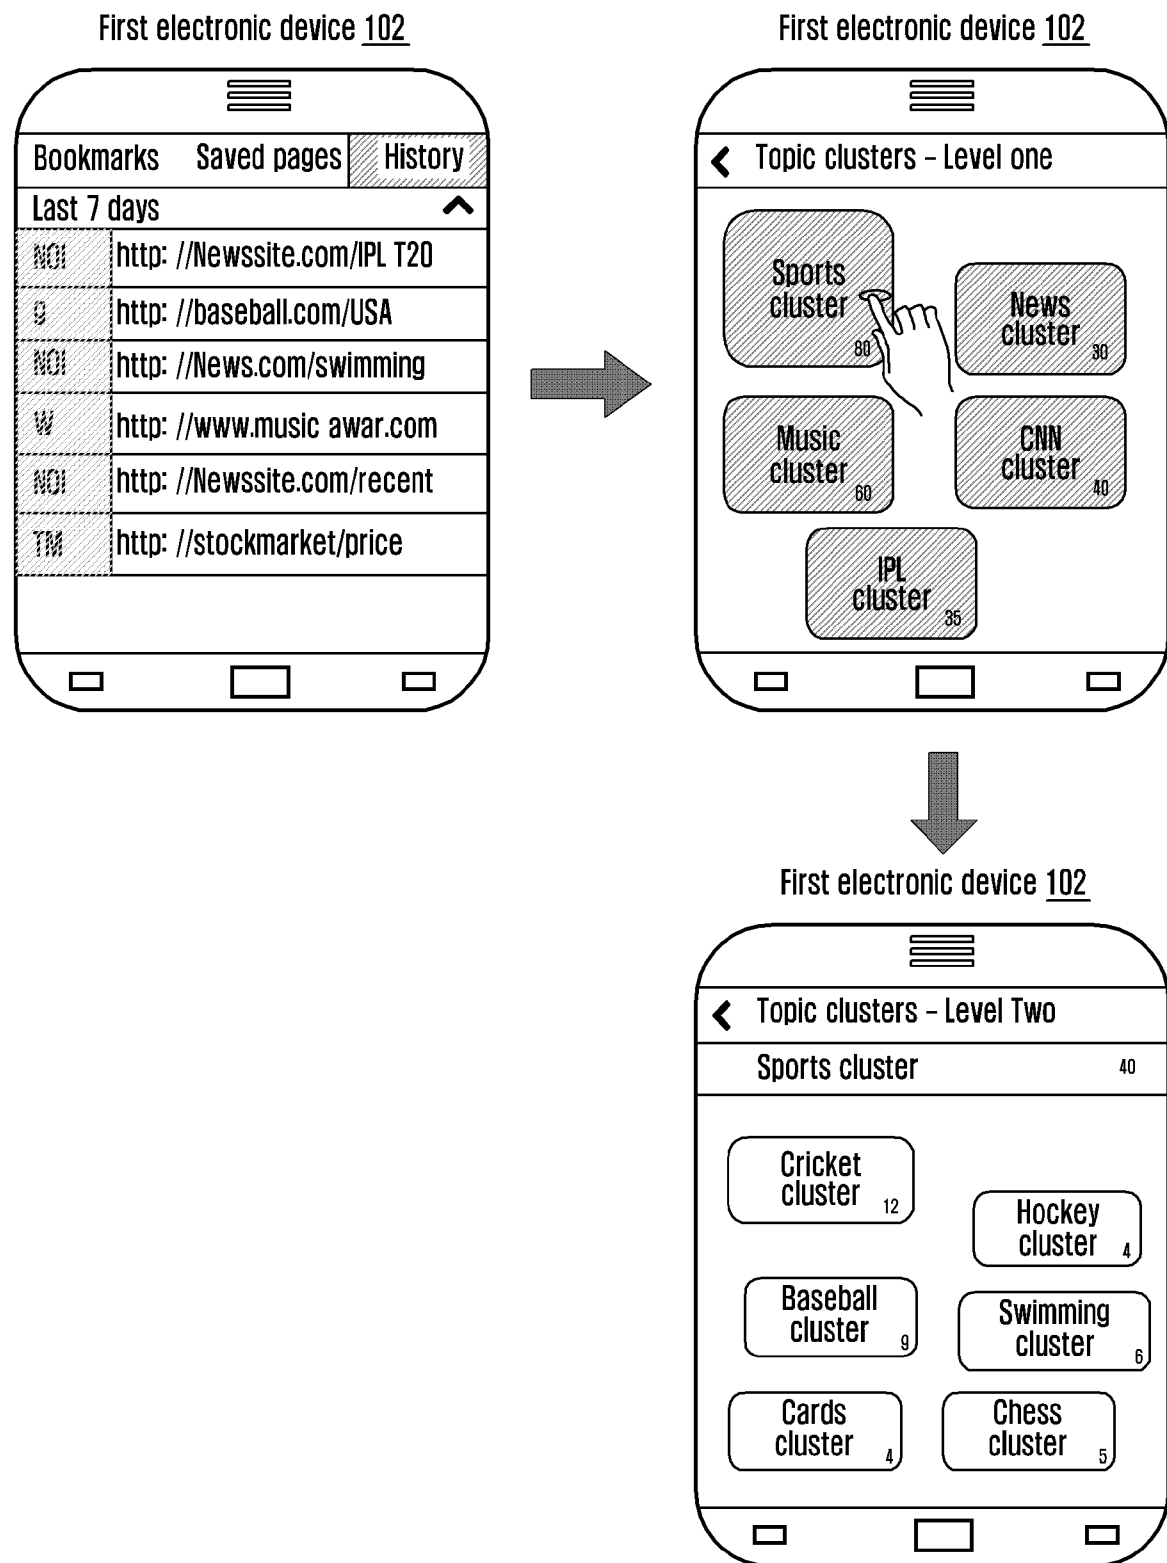 First electronic device 102
Bookmarks Saved pages History
Last 7 days
NOI http: //Newssite.com/IPL T20
9 http: //baseball.com/USA
NOI http: //News.com/swimming
W http: //www.music awar.com
NOI http: //Newssite.com/recent
TM http: //stockmarket/price
First electronic device 102
Topic clusters - Level one
Sports
cluster
80
News
cluster
30
Music
cluster
60
CNN
cluster
40
IPL
cluster
35
First electronic device 102
Topic clusters - Level Two
Sports cluster 40
Cricket
cluster
12
Hockey
cluster
4
Baseball
cluster
9
Swimming
cluster
6
Cards
cluster
4
Chess
cluster
5